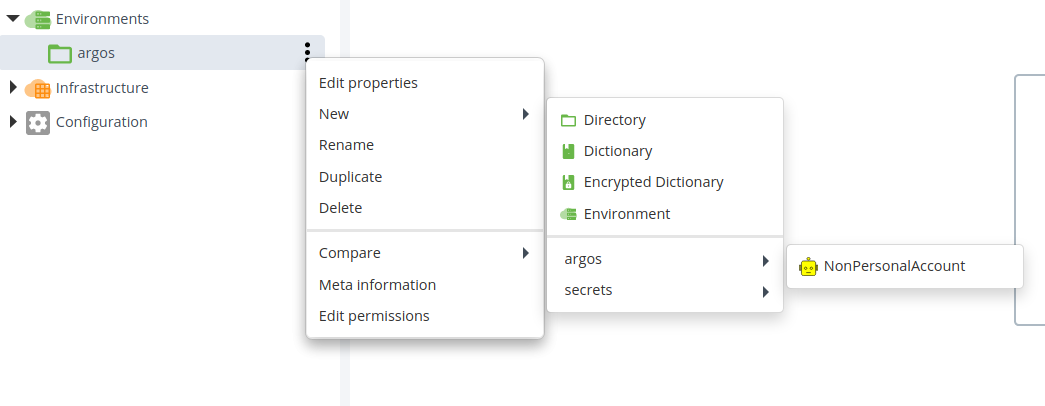 Environments
argos
Infrastructure
Configuration
Edit properties
New
Rename
Duplicate
Delete
Compare
Meta information
Edit permissions
Directory
Dictionary
Encrypted Dictionary
Environment
argos
secrets
NonPersonalAccount